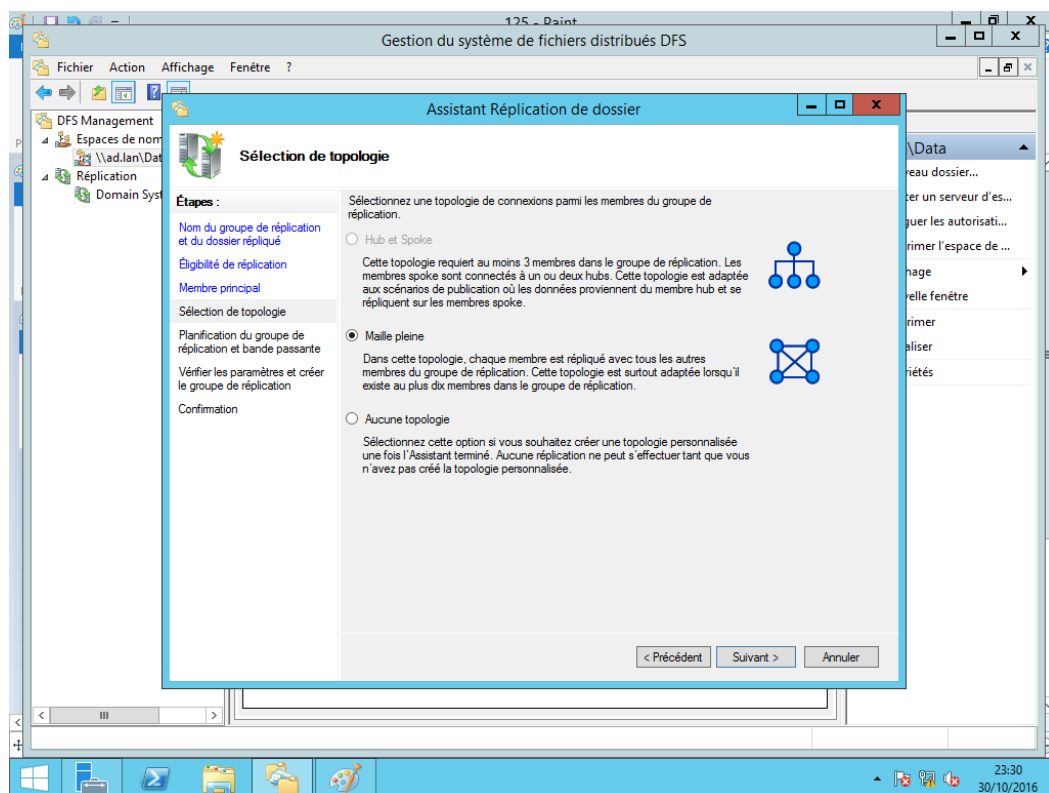 125 - Paint
Gestion du système de fichiers distribués DFS
Fichier Action Affichage Fenêtre ?
DFS Management
Espaces de nom
\\ad.lan\Dat
Réplication
Domain Syst
Assistant Réplication de dossier
Sélection de topologie
Étapes :
Nom du groupe de réplication
et du dossier répliqué
Éligibilité de réplication
Membre principal
Sélection de topologie
Planification du groupe de
réplication et bande passante
Vérifier les paramètres et créer
le groupe de réplication
Confirmation
Sélectionnez une topologie de connexions parmi les membres du groupe de
réplication.
Hub et Spoke
Cette topologie requiert au moins 3 membres dans le groupe de réplication. Les
membres spoke sont connectés à un ou deux hubs. Cette topologie est adaptée
aux scénarios de publication où les données proviennent du membre hub et se
répliquent sur les membres spoke.
Maille pleine
Dans cette topologie, chaque membre est répliqué avec tous les autres
membres du groupe de réplication. Cette topologie est surtout adaptée lorsqu'il
existe au plus dix membres dans le groupe de réplication.
Aucune topologie
Sélectionnez cette option si vous souhaitez créer une topologie personnalisée
une fois l'Assistant terminé. Aucune réplication ne peut s'effectuer tant que vous
n'avez pas créé la topologie personnalisée.
< Précédent Suivant > Annuler
\Data
veau dossier...
ter un serveur d'es...
guer les autorisati...
rimer l'espace de ...
hage
velle fenêtre
rimer
aliser
riétés
23:30
30/10/2016